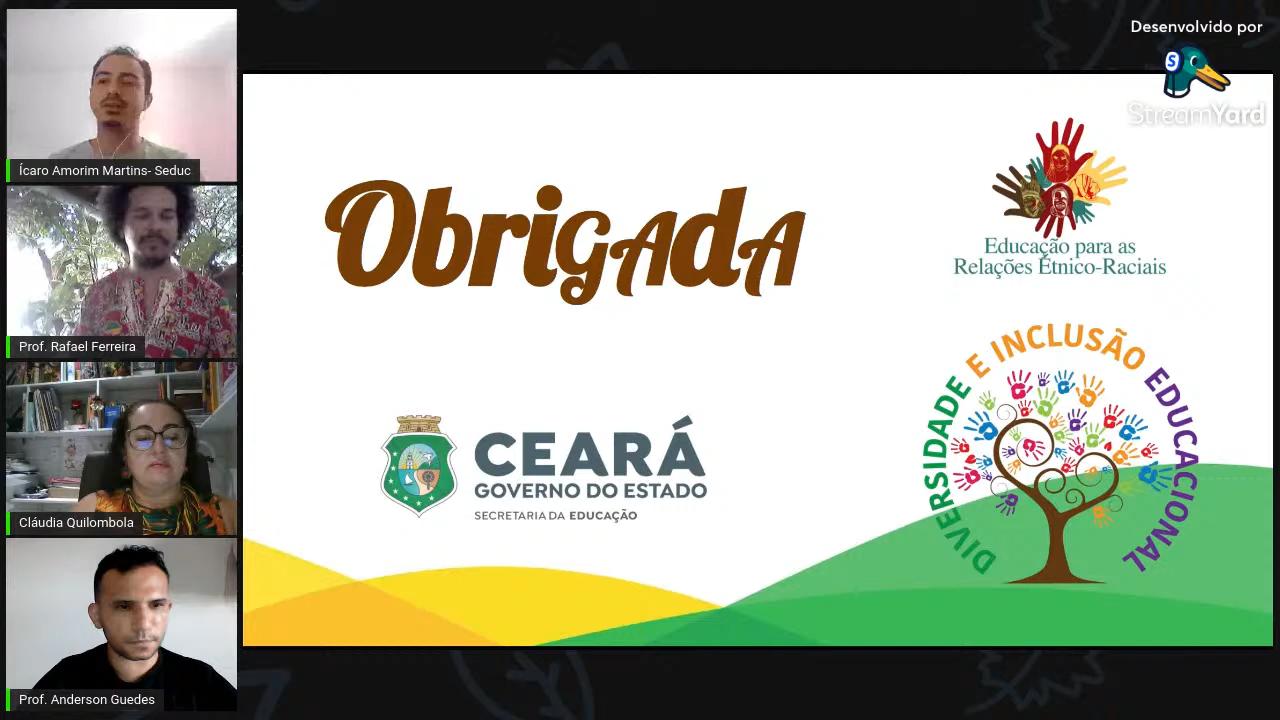 Desenvolvido por
StreamYard
Ícaro Amorim Martins- Seduc
Prof. Rafael Ferreira
Cláudia Quilombola
Prof. Anderson Guedes
Obrigada
Educação para as
Relações Étnico-Raciais
DIVERSIDADE E INCLUSÃO EDUCACIONAL
CEARÁ
GOVERNO DO ESTADO
SECRETARIA DA EDUCAÇÃO